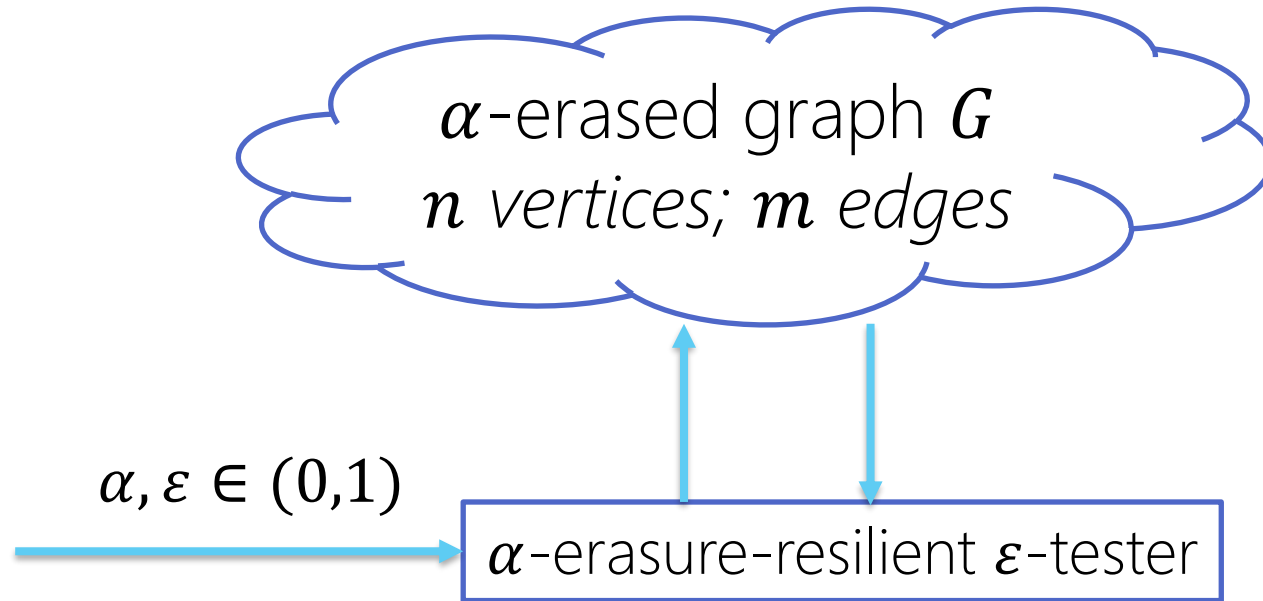 α-erased graph G
n vertices; m edges
α, ε ∈ (0,1)
α-erasure-resilient ε-tester